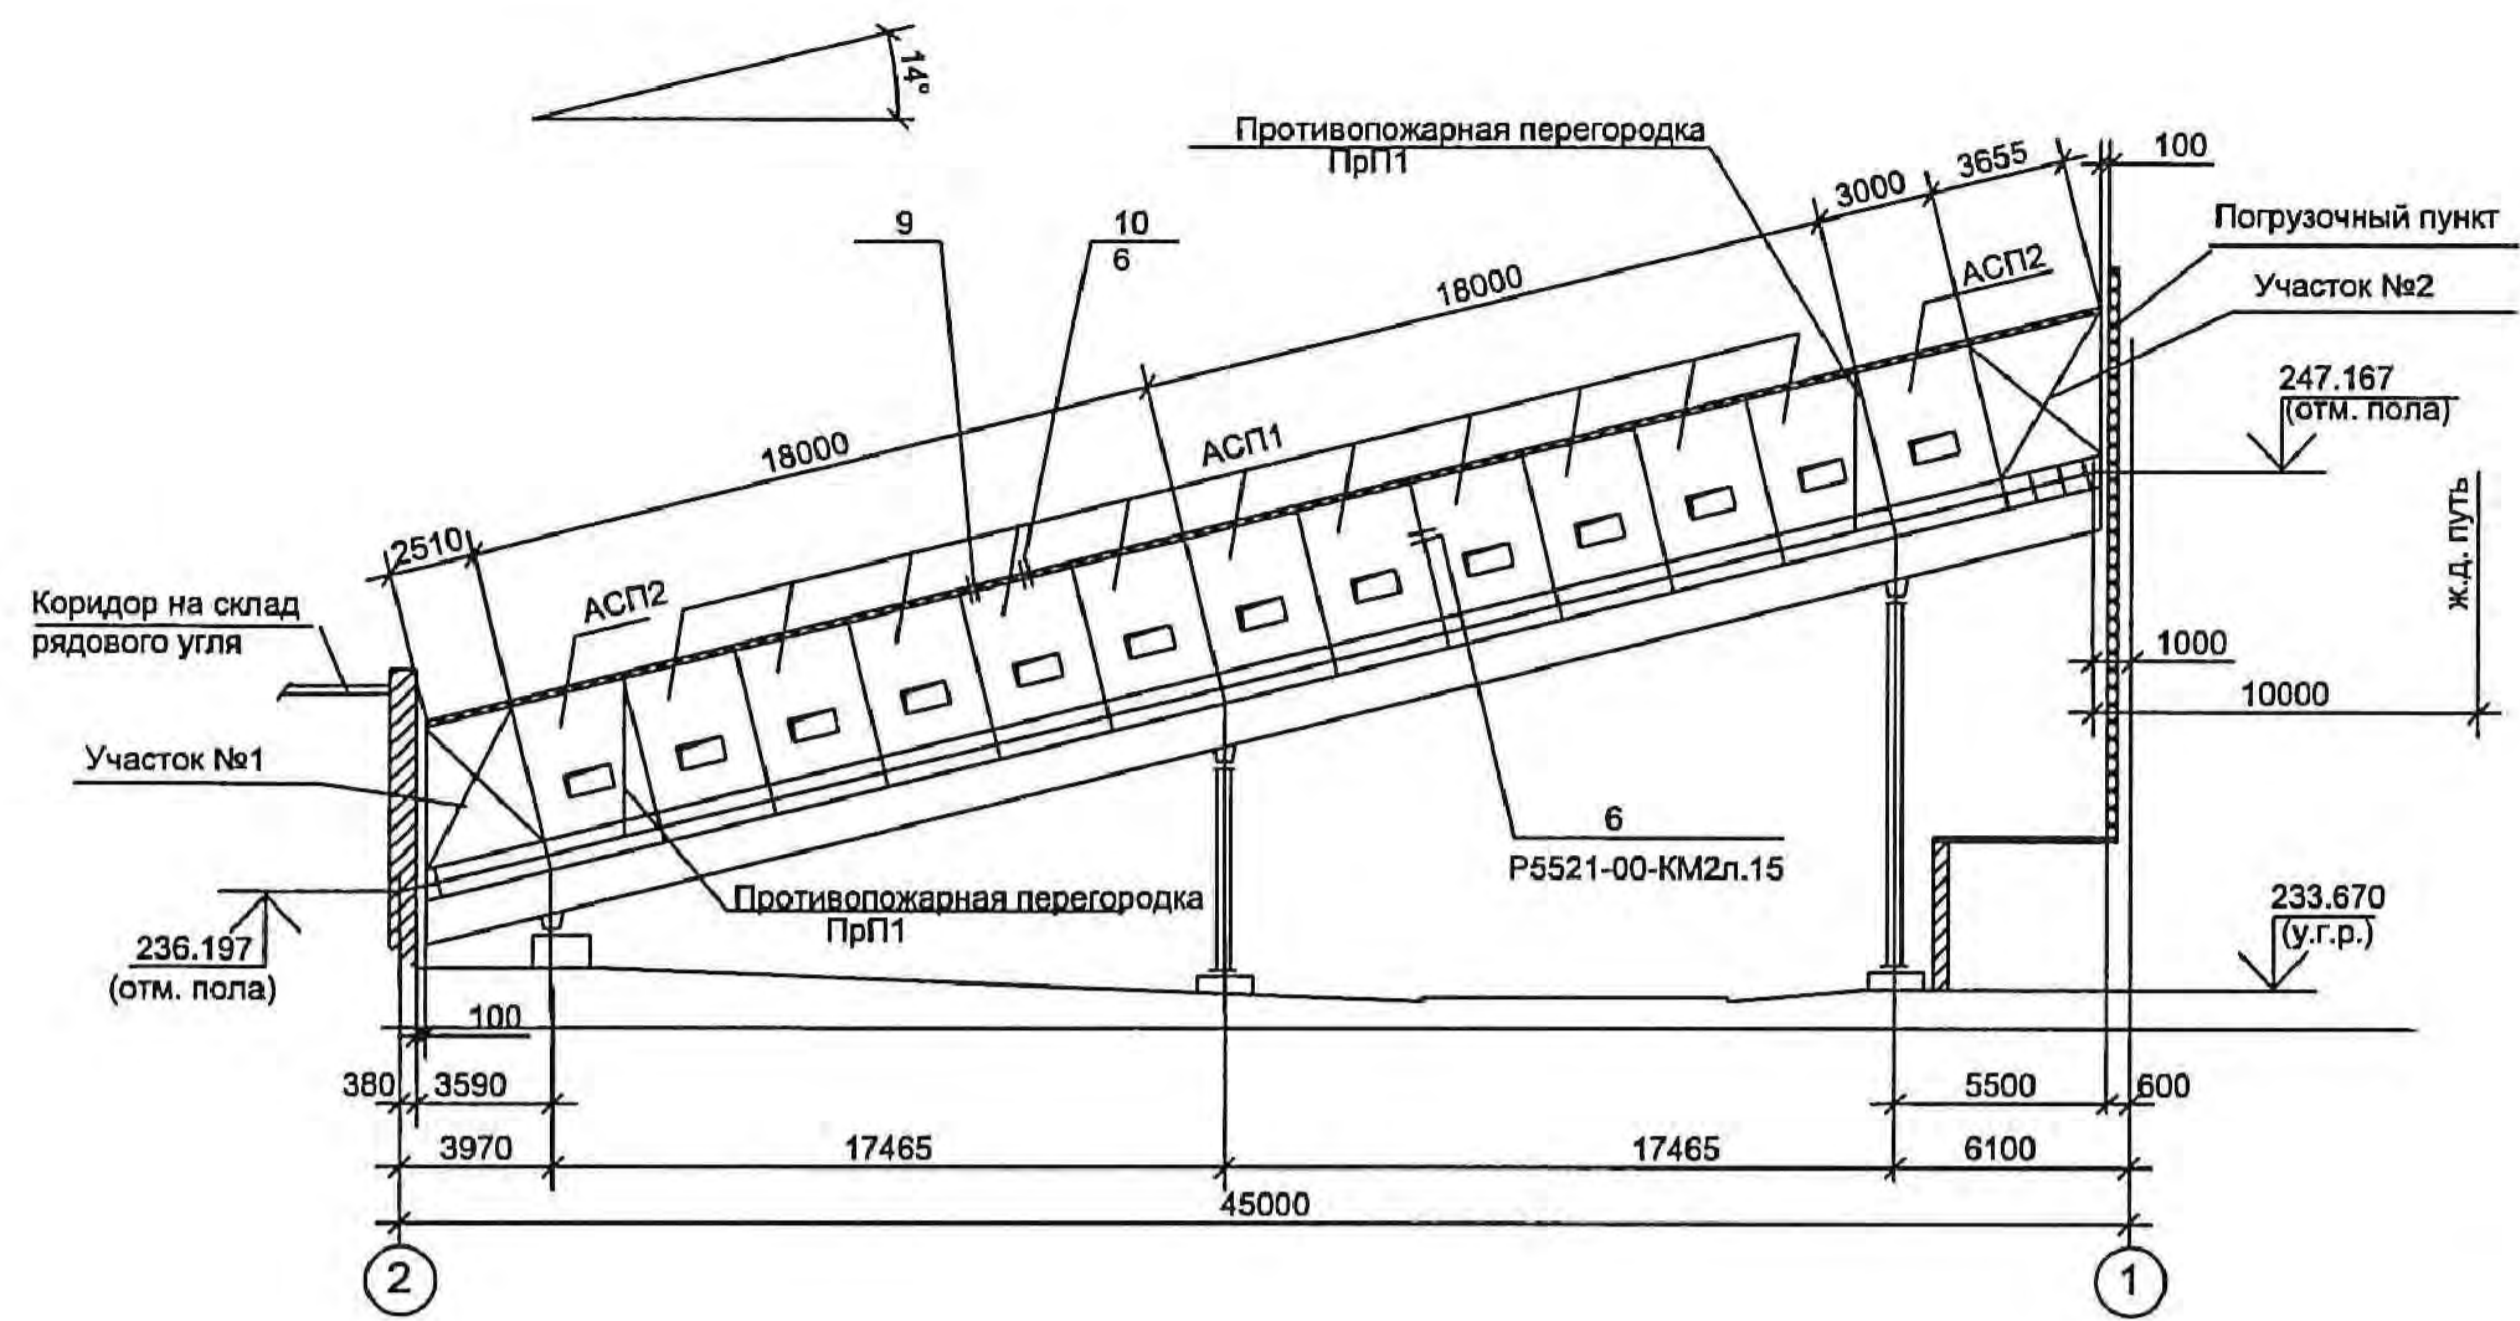 14°
Противопожарная перегородка
ПрП1
3655
100
3000
9
10
6
Погрузочный пункт
АСП2
Участок №2
18000
247.167
(отм. пола)
18000
АСП1
2510
ж.д. путь
АСП2
Коридор на склад
рядового угля
1000
10000
Участок №1
6
Р5521-00-КМ2л.15
Противопожарная перегородка
ПрП1
233.670
(у.г.р.)
236.197
(отм. пола)
100
380
3590
5500
600
3970
17465
17465
6100
45000
2
1